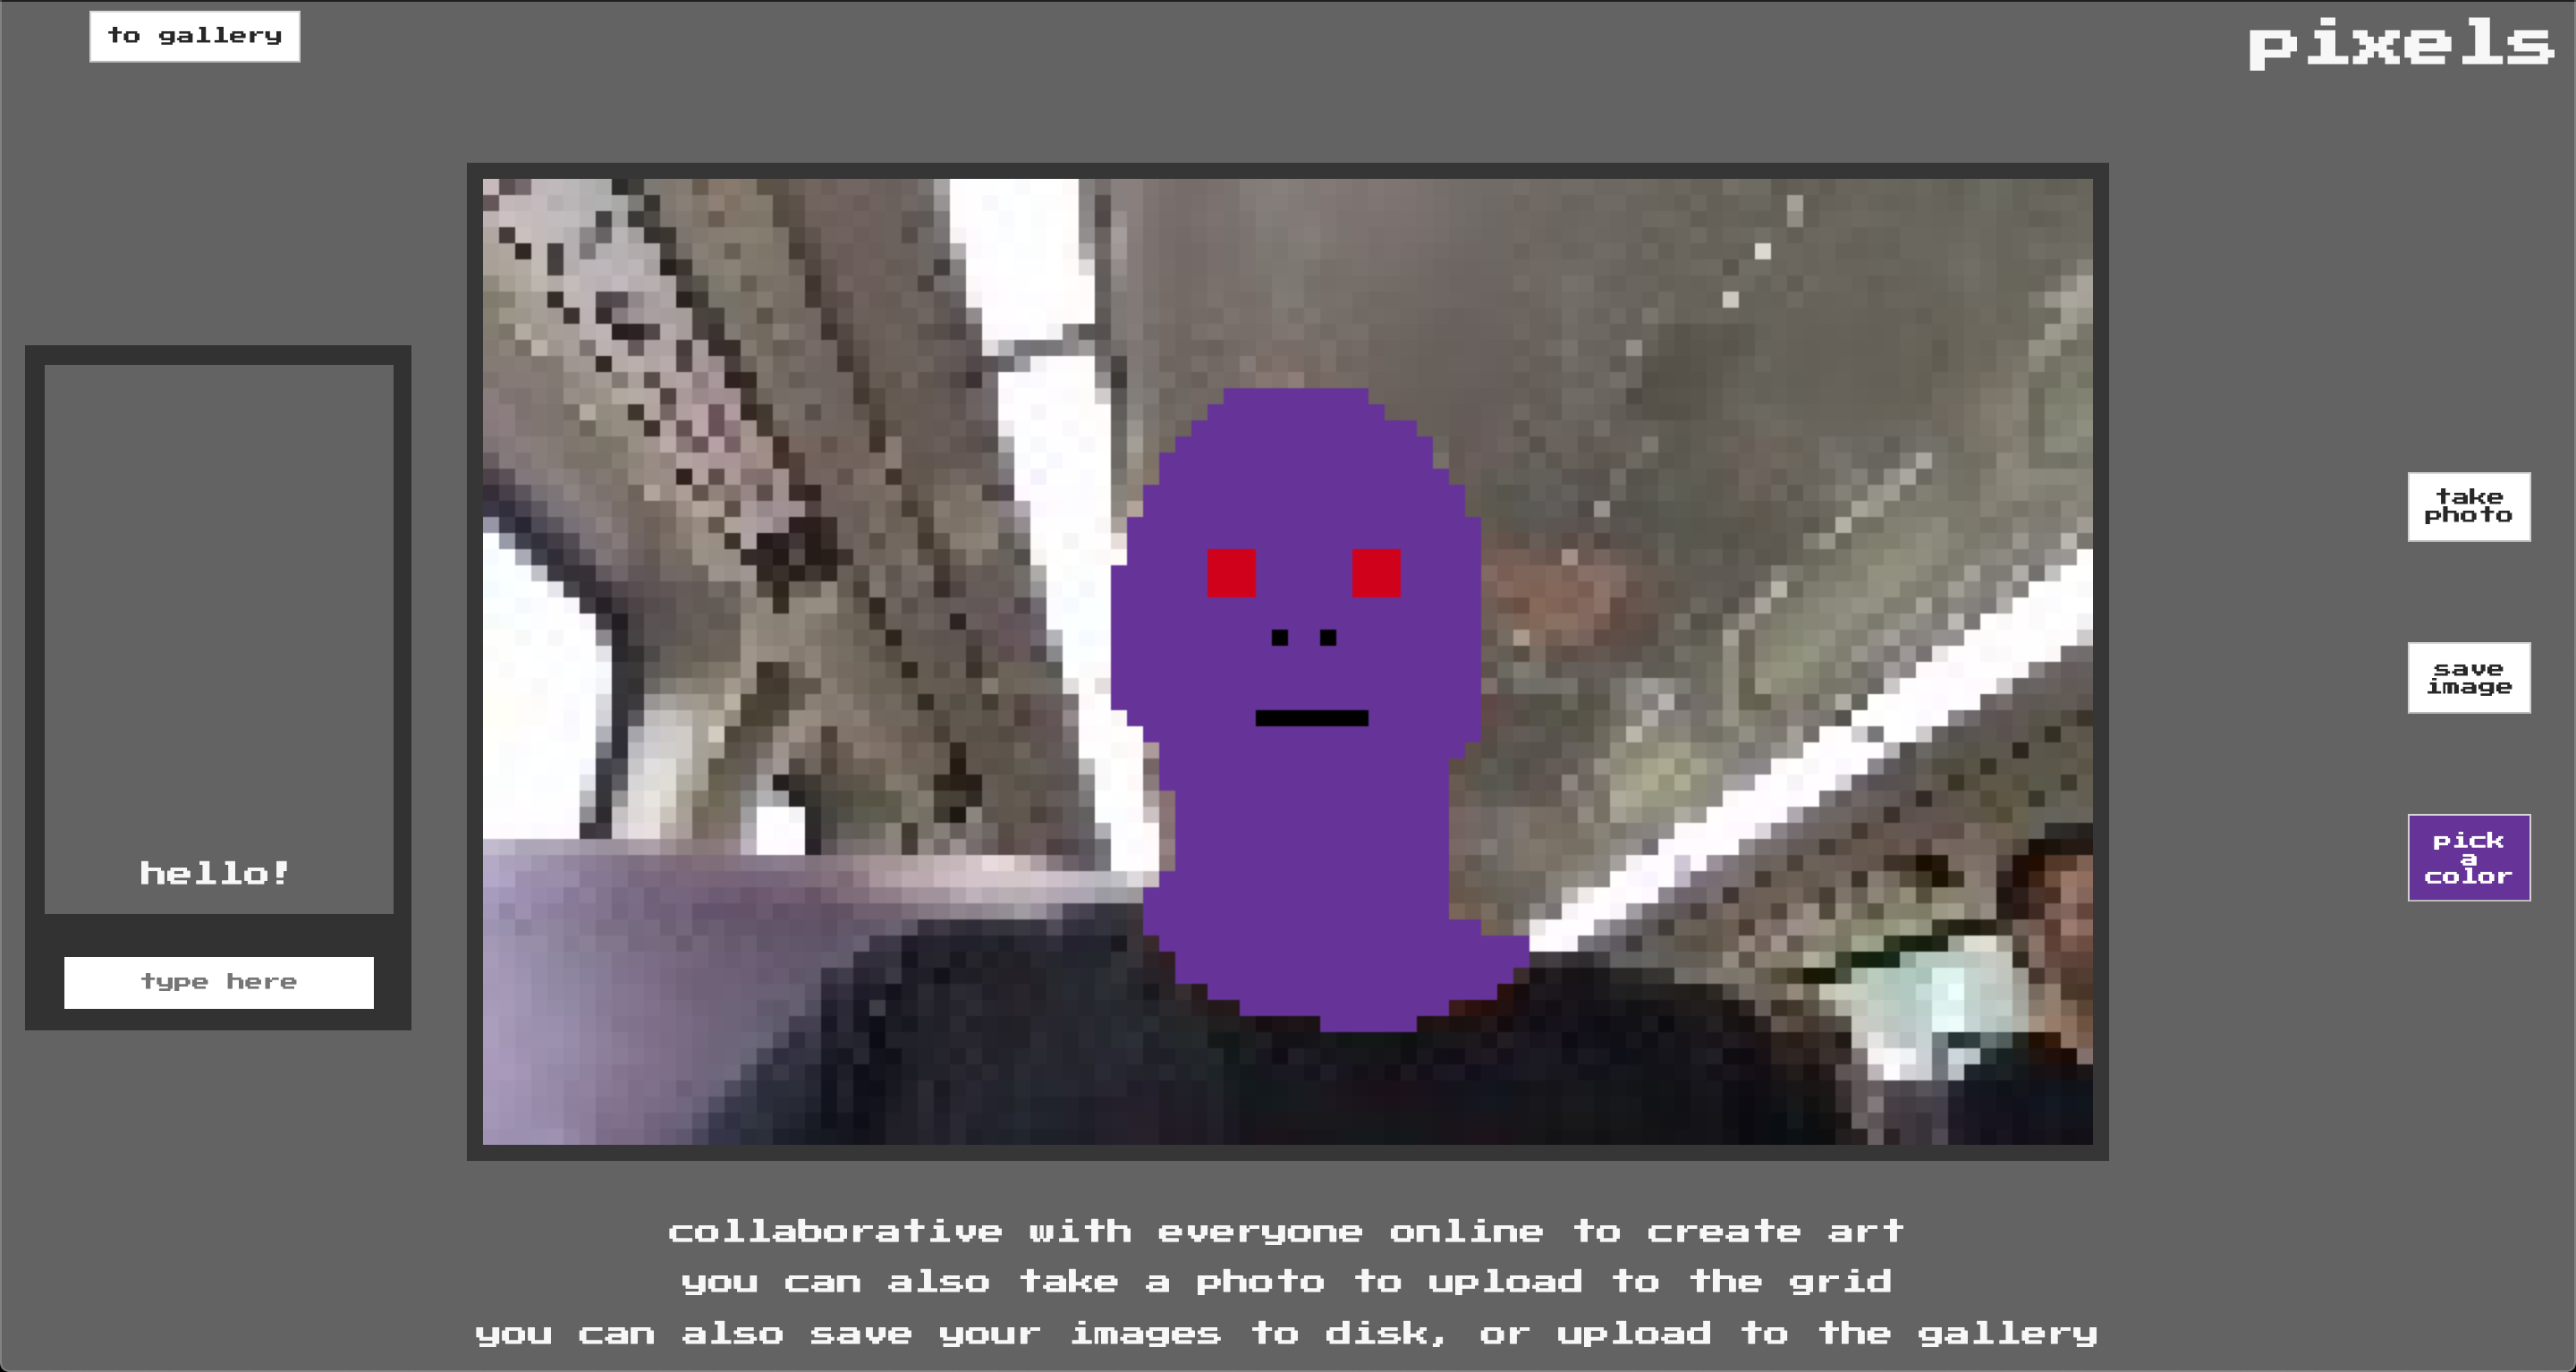 to gallery
pixels
hello!
type here
take
photo
save
image
pick
a
color
collaborative with everyone online to create art
you can also take a photo to upload to the grid
you can also save your images to disk, or upload to the gallery